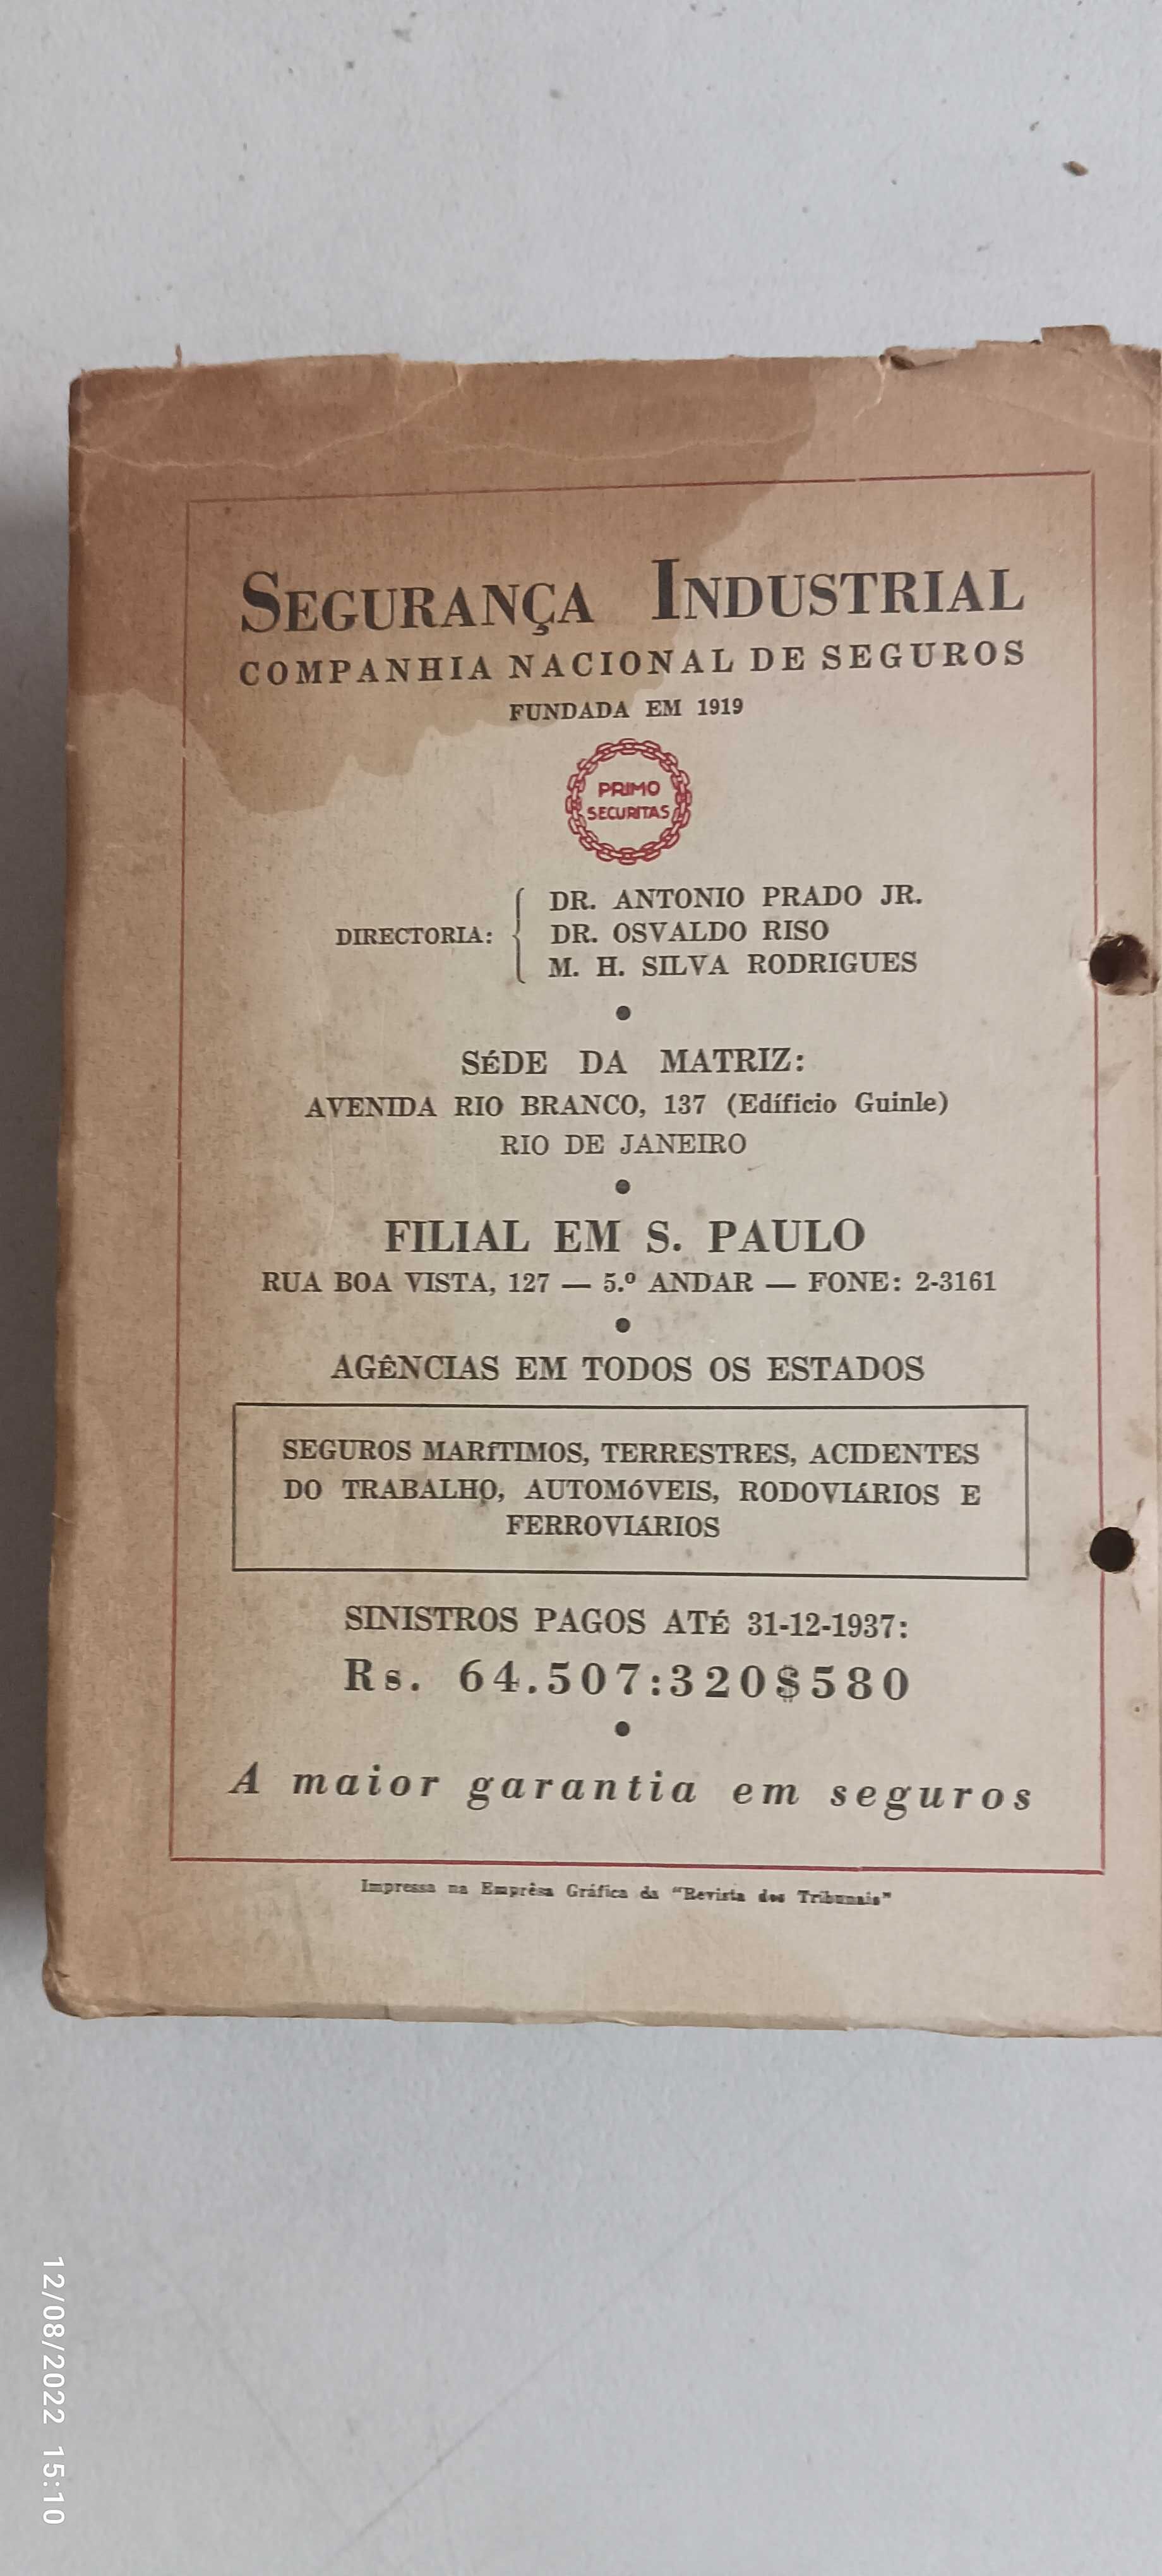 SEGURANÇA INDUSTRIAL
COMPANHIA NACIONAL DE SEGUROS
FUNDADA EM 1919
PRIMO
SECURITAS
DIRECTORIA:
DR. ANTONIO PRADO JR.
DR. OSVALDO RISO
M. H. SILVA RODRIGUES
SÉDE DA MATRIZ:
AVENIDA RIO BRANCO, 137 (Edíficio Guinle)
RIO DE JANEIRO
FILIAL EM S. PAULO
RUA BOA VISTA, 127 — 5.º ANDAR — FONE: 2-3161
AGÊNCIAS EM TODOS OS ESTADOS
SEGUROS MARÍTIMOS, TERRESTRES, ACIDENTES
DO TRABALHO, AUTOMÓVEIS, RODOVIÁRIOS E
FERROVIÁRIOS
SINISTROS PAGOS ATÉ 31-12-1937:
Rs. 64.507:320$580
A maior garantia em seguros
Impressa na Emprêsa Gráfica da "Revista dos Tribunais"
12/08/2022 15:10